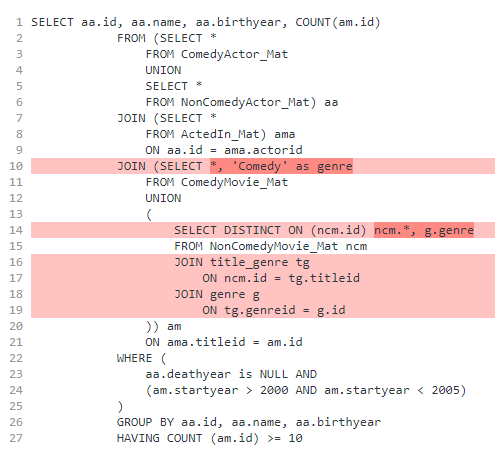 1 SELECT aa.id, aa.name, aa.birthyear, COUNT(am.id)
2 FROM (SELECT *
3 FROM ComedyActor_Mat
4 UNION
5 SELECT *
6 FROM NonComedyActor_Mat) aa
7 JOIN (SELECT *
8 FROM ActedIn_Mat) ama
9 ON aa.id = ama.actorid
10 JOIN (SELECT *, 'Comedy' as genre
11 FROM ComedyMovie_Mat
12 UNION
13 (
14 SELECT DISTINCT ON (ncm.id) ncm.*, g.genre
15 FROM NonComedyMovie_Mat ncm
16 JOIN title_genre tg
17 ON ncm.id = tg.titleid
18 JOIN genre g
19 ON tg.genreid = g.id
20 )) am
21 ON ama.titleid = am.id
22 WHERE (
23 aa.deathyear is NULL AND
24 (am.startyear > 2000 AND am.startyear < 2005)
25 )
26 GROUP BY aa.id, aa.name, aa.birthyear
27 HAVING COUNT (am.id) >= 10